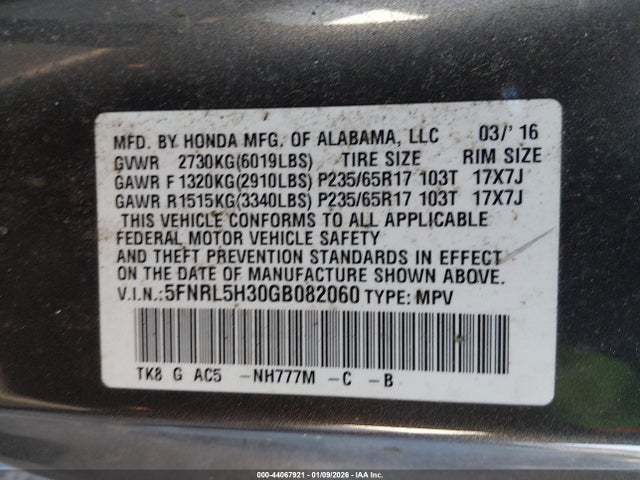 MFD. BY HONDA MFG. OF ALABAMA, LLC 03/'16
GVWR 2730KG(6019LBS) TIRE SIZE RIM SIZE
GAWR F 1320KG(2910LBS) P235/65R17 103T 17X7J
GAWR R1515KG(3340LBS) P235/65R17 103T 17X7J
THIS VEHICLE CONFORMS TO ALL APPLICABLE
FEDERAL MOTOR VEHICLE SAFETY
AND THEFT PREVENTION STANDARDS IN EFFECT
ON THE DATE OF MANUFACTURE SHOWN ABOVE.
V.I.N.:5FNRL5H30GB082060 TYPE: MPV
TK8 G AC5 -NH777M -C -B
000-44067921 - 01/09/2026 - IAA Inc.